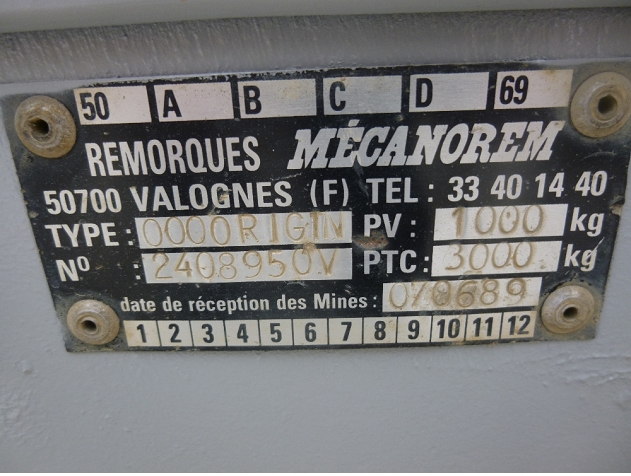 50 A B C D 69
REMORQUES MÉCANOREM
50700 VALOGNES (F) TEL : 33 40 14 40
TYPE : 0000RIGIN PV : 1000 kg
Nº : 2408950V PTC : 3000 kg
date de réception des Mines : 070689
1 2 3 4 5 6 7 8 9 10 11 12